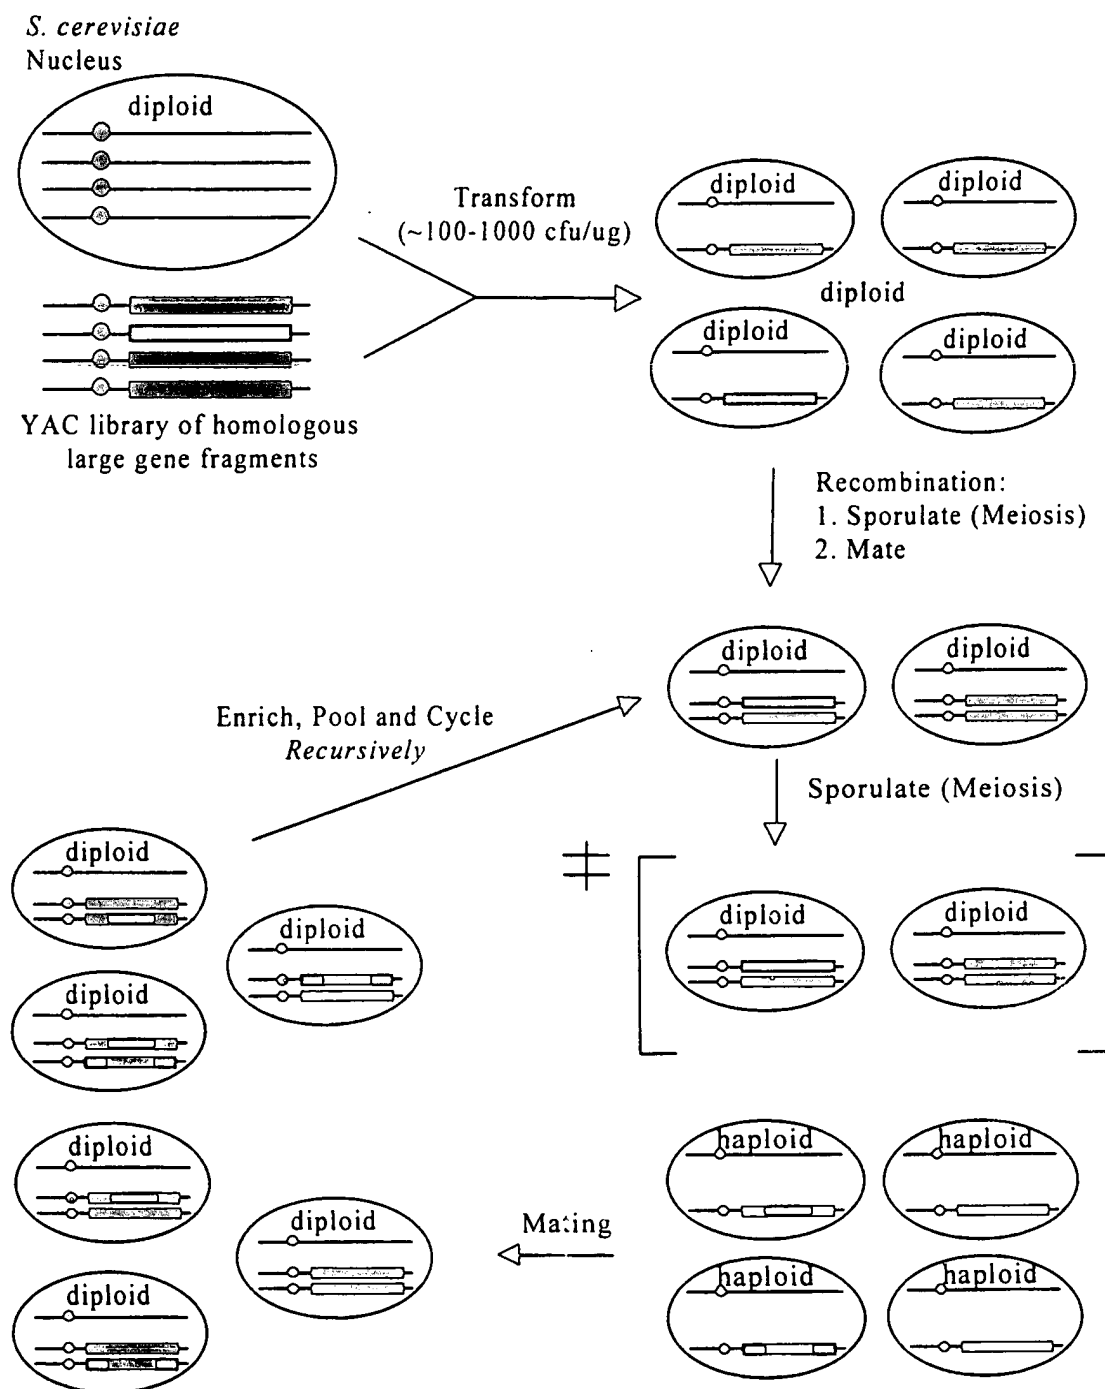 S. cerevisiae
Nucleus
diploid
Transform
(~100-1000 cfu/ug)
diploid
diploid
diploid
diploid
diploid
YAC library of homologous
large gene fragments
Recombination:
1. Sporulate (Meiosis)
2. Mate
diploid
diploid
Enrich, Pool and Cycle
Recursively
Sporulate (Meiosis)
diploid
diploid
diploid
diploid
diploid
haploid
haploid
diploid
diploid
Mating
haploid
haploid
diploid